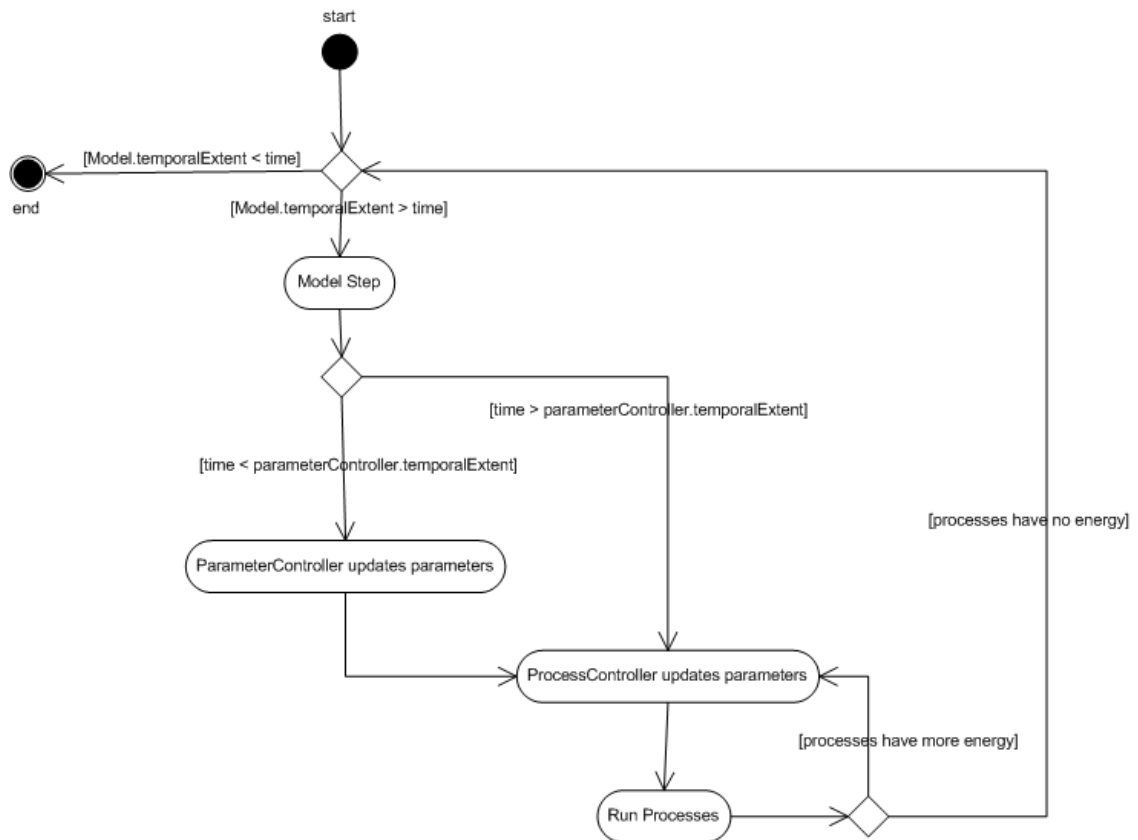 start
[Model.temporalExtent < time]
end
[Model.temporalExtent > time]
Model Step
[time > parameterController.temporalExtent]
[time < parameterController.temporalExtent]
[processes have no energy]
ParameterController updates parameters
ProcessController updates parameters
[processes have more energy]
Run Processes